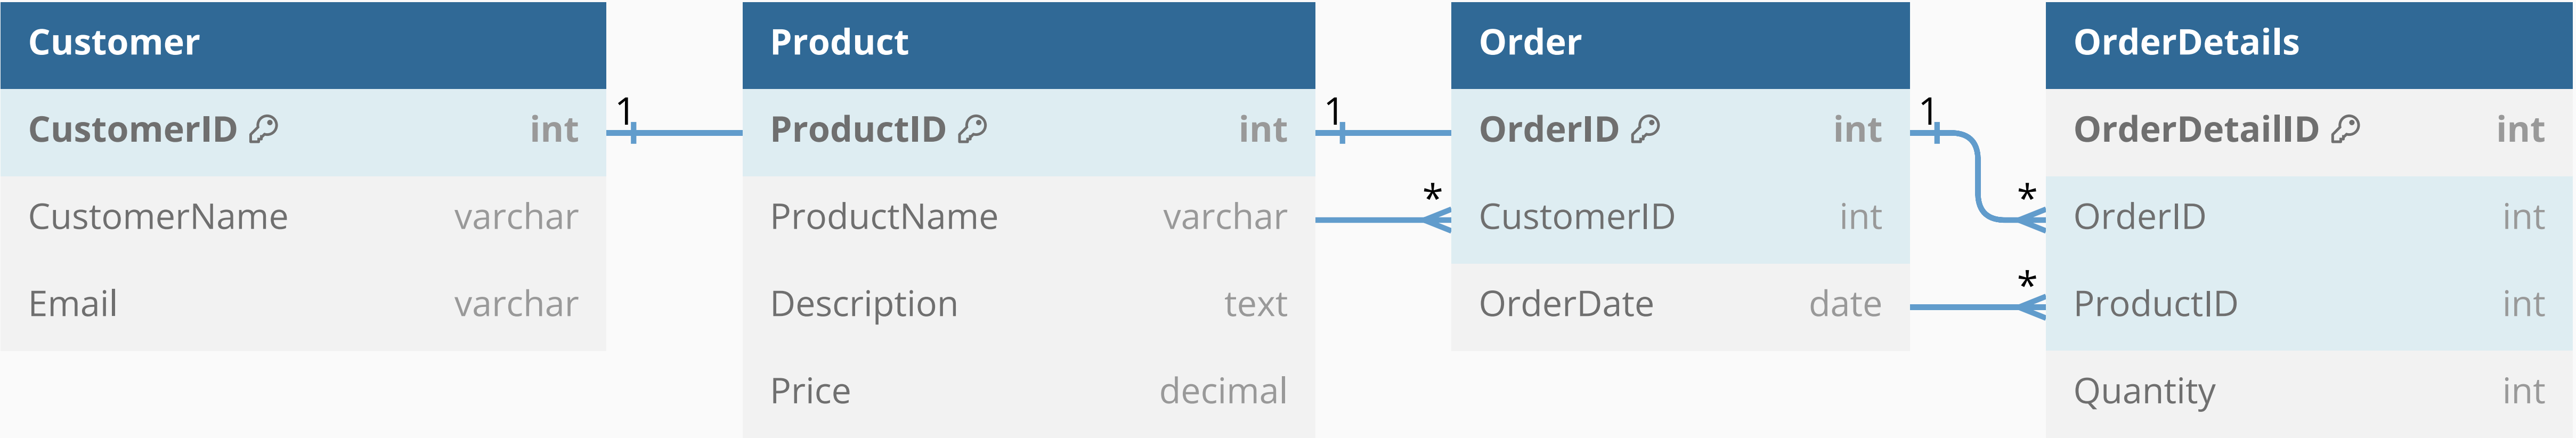 Customer
CustomerID int
CustomerName varchar
Email varchar
1
Product
ProductID int
ProductName varchar
Description text
Price decimal
1
*
Order
OrderID int
CustomerID int
OrderDate date
1
*
*
OrderDetails
OrderDetailID int
OrderID int
ProductID int
Quantity int